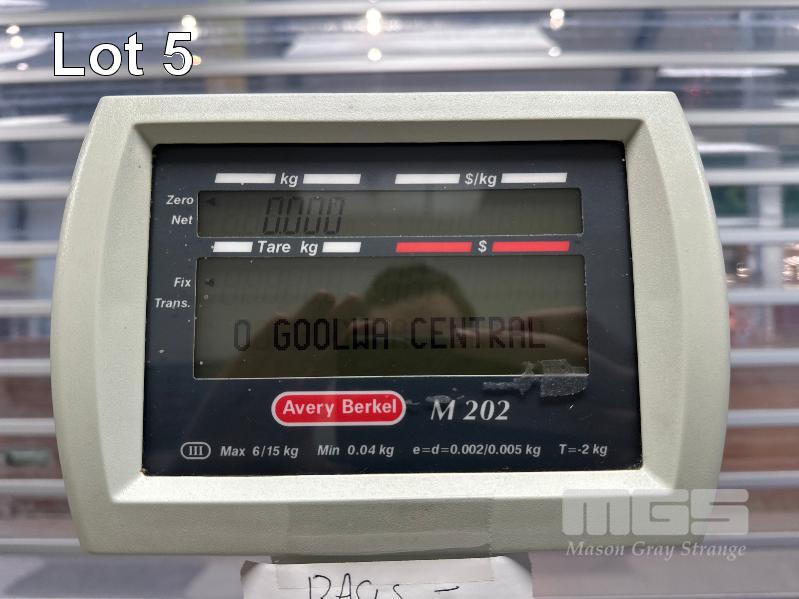 Lot 5
kg $/kg
Zero
Net
0.000
Tare kg $
Fix
Trans.
O GOOLWA CENTRAL
Avery Berkel M 202
III Max 6/15 kg Min 0.04 kg e=d=0.002/0.005 kg T=-2 kg
MGS
Mason Gray Strange